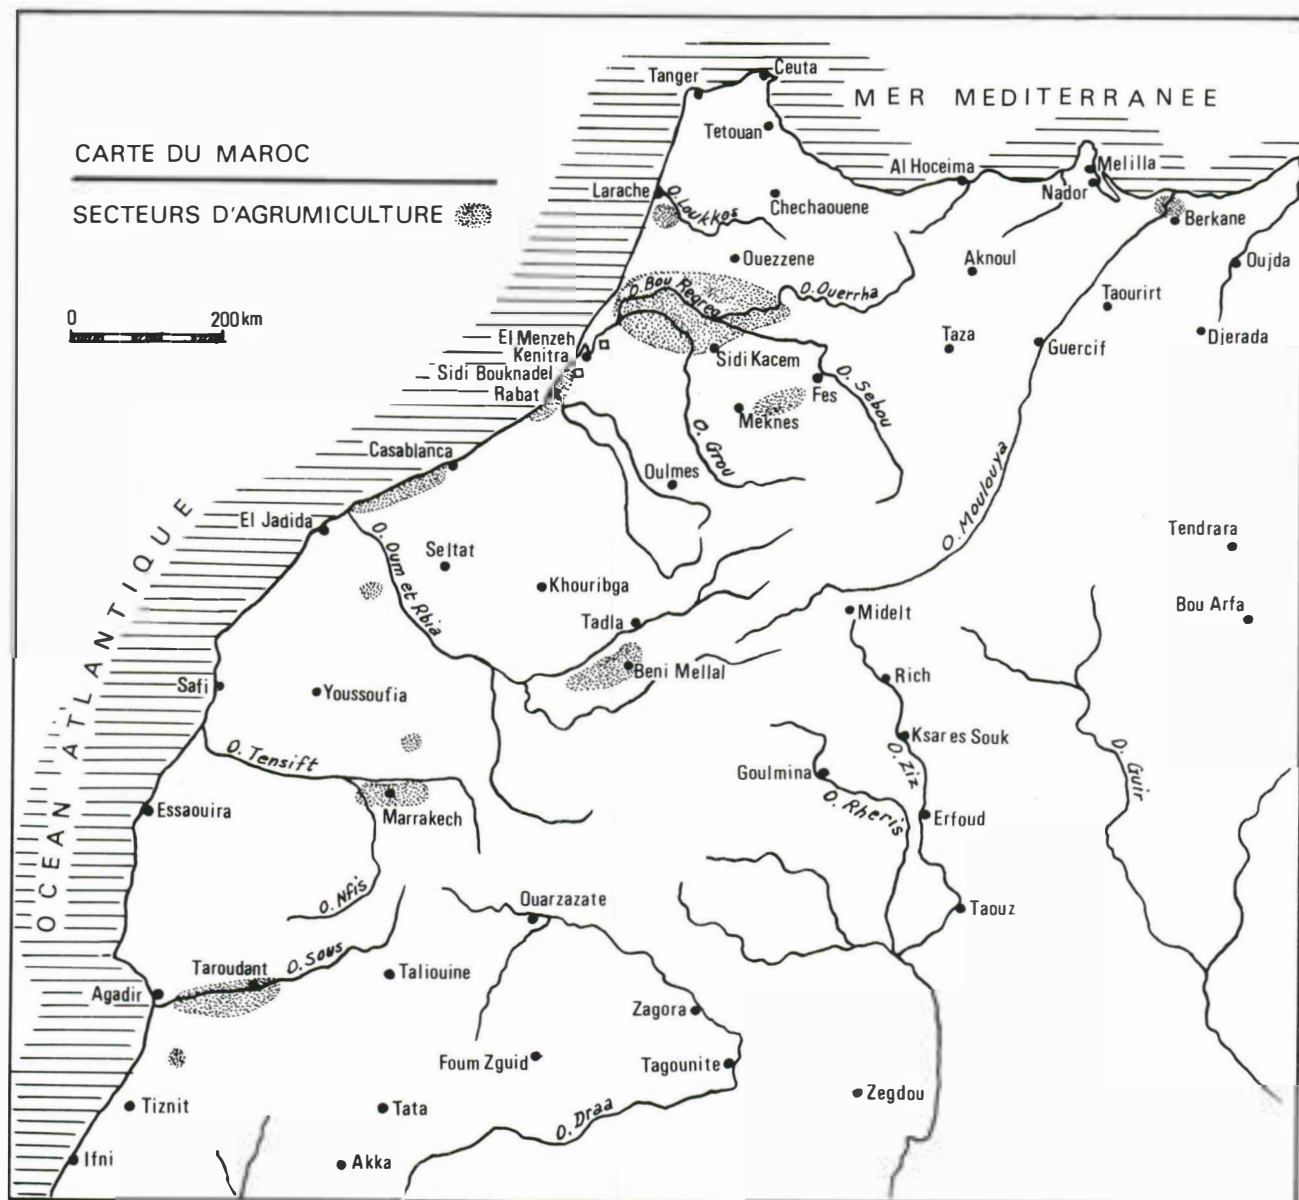 Ceuta
Tanger
MER MEDITERRANEE
Tetouan
CARTE DU MAROC
Al Hoceima
Melilla
Nador
Larache
O. Loukkos
Chechaouene
SECTEURS D'AGRUMICULTURE
Berkane
Ouezzene
Aknoul
Oujda
O. Bou Regreg
O. Ouerrha
Taourirt
0 200 km
El Menzeh
Kenitra
Sidi Kacem
Taza
Guercif
Djerada
Sidi Bouknadel
Rabat
Fes
O. Sebou
Meknes
O. Grou
Casablanca
Oulmes
O. Moulouya
El Jadida
Tendrara
O. Oum et Rbia
Seltat
Khouribga
Bou Arfa
Tadla
Midelt
OCEAN ATLANTIQUE
Beni Mellal
Rich
Safi
Youssoufia
Ksares Souk
O. Tensift
O. Ziz
O. Guir
Goulmina
O. Rheris
Essaouira
Marrakech
Erfoud
O. Nfis
Ouarzazate
Taouz
O. Sous
Taroudant
Taliouine
Agadir
Zagora
Foum Zguid
Tagounite
Zegdou
Tiznit
Tata
O. Draa
Ifni
Akka